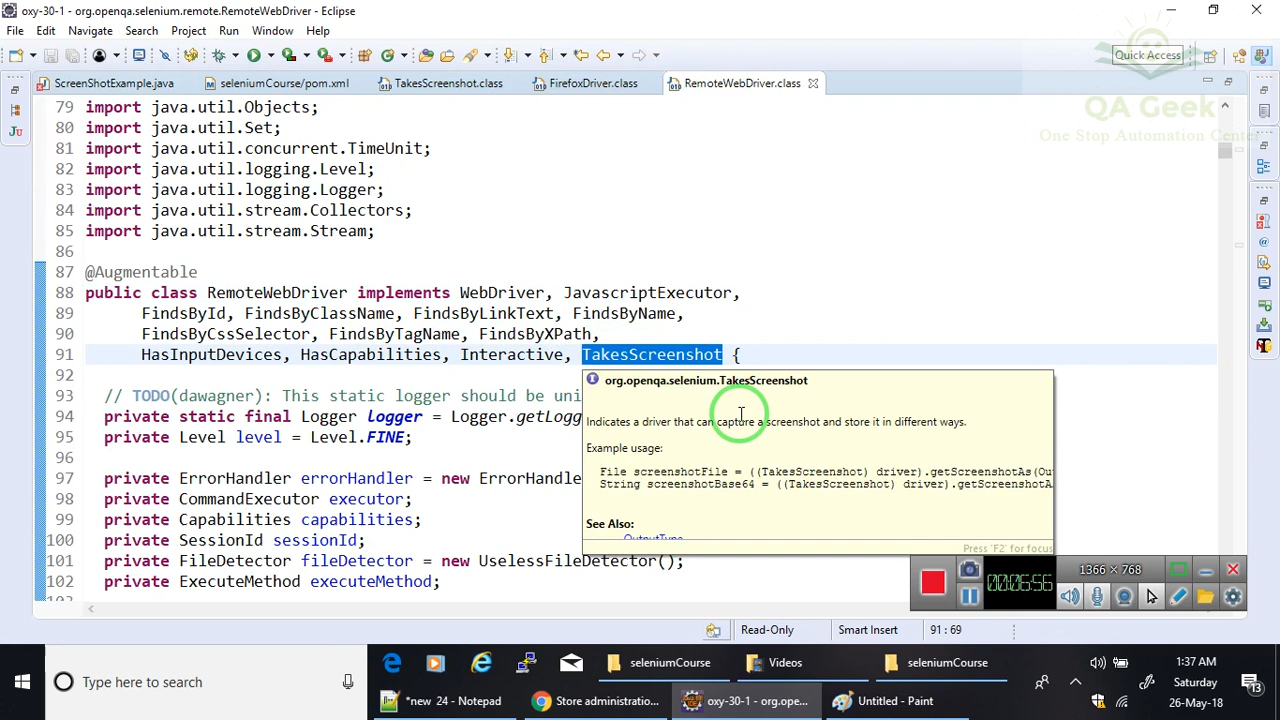 oxy-30-1 - org.openqa.selenium.remote.RemoteWebDriver - Eclipse
File Edit Navigate Search Project Run Window Help
Quick Access
ScreenShotExample.java seleniumCourse/pom.xml TakesScreenshot.class FirefoxDriver.class RemoteWebDriver.class
QA Geek
One Stop Automation Center
79 import java.util.Objects;
80 import java.util.Set;
81 import java.util.concurrent.TimeUnit;
82 import java.util.logging.Level;
83 import java.util.logging.Logger;
84 import java.util.stream.Collectors;
85 import java.util.stream.Stream;
86
87 @Augmentable
88 public class RemoteWebDriver implements WebDriver, JavascriptExecutor,
89 FindsById, FindsByClassName, FindsByLinkText, FindsByName,
90 FindsByCssSelector, FindsByTagName, FindsByXPath,
91 HasInputDevices, HasCapabilities, Interactive, TakesScreenshot {
92
93 // TODO(dawagner): This static logger should be uni
94 private static final Logger logger = Logger.getLogg
95 private Level level = Level.FINE;
96
97 private ErrorHandler errorHandler = new ErrorHandle
98 private CommandExecutor executor;
99 private Capabilities capabilities;
100 private SessionId sessionId;
101 private FileDetector fileDetector = new UselessFileDetector();
102 private ExecuteMethod executeMethod;
org.openqa.selenium.TakesScreenshot
Indicates a driver that can capture a screenshot and store it in different ways.
Example usage:
File screenshotFile = ((TakesScreenshot) driver).getScreenshotAs(Ou
String screenshotBase64 = ((TakesScreenshot) driver).getScreenshotA
See Also:
OutputType
Press 'F2' for focus
00:06:56
1366 × 768
Read-Only Smart Insert 91 : 69
Type here to search
seleniumCourse Videos seleniumCourse
*new 24 - Notepad Store administratio... oxy-30-1 - org.ope... Untitled - Paint
1:37 AM
Saturday
26-May-18
13